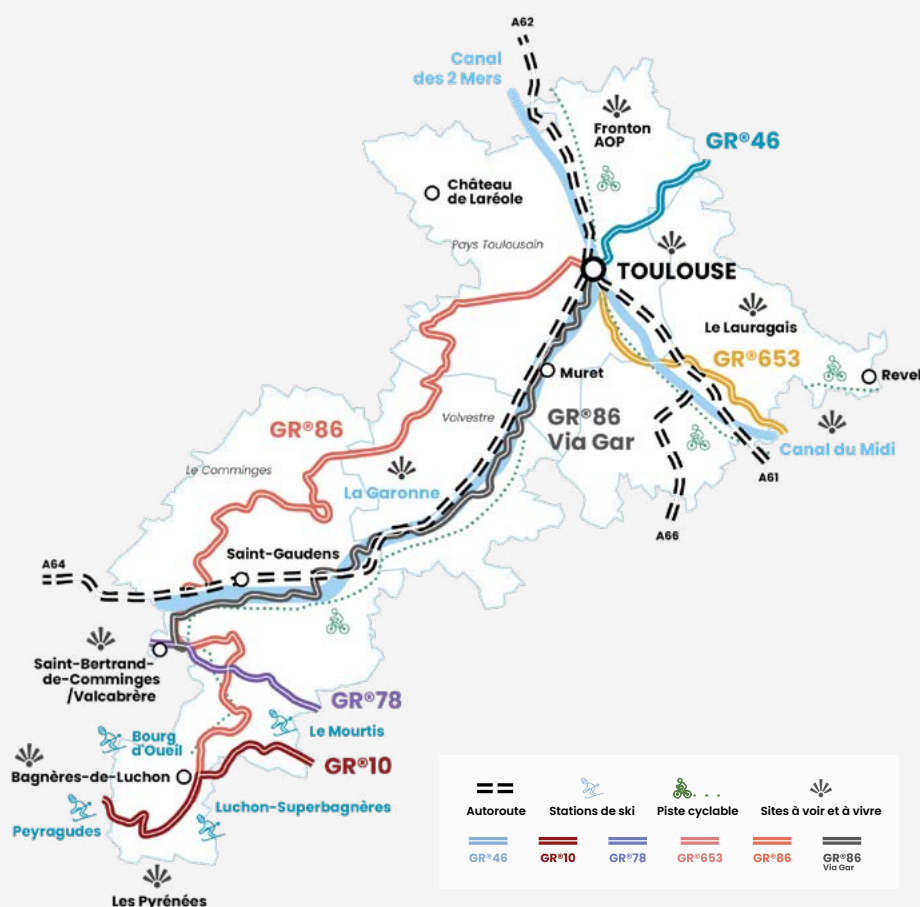 A62
Canal
des 2 Mers
Fronton
AOP
GR®46
Château
de Laréole
Pays Toulousain
TOULOUSE
Le Lauragais
GR®653
Revel
Muret
GR®86
Via Gar
Volvestre
GR®86
Canal du Midi
Le Comminges
La Garonne
A61
A66
Saint-Gaudens
A64
Saint-Bertrand-
de-Comminges
/Valcabrère
GR®78
Le Mourtis
Bourg
d'Oueil
GR®10
Bagnères-de-Luchon
Luchon-Superbagnères
Peyragudes
Les Pyrénées
Autoroute
Stations de ski
Piste cyclable
Sites à voir et à vivre
GR®46
GR®10
GR®78
GR®653
GR®86
GR®86
Via Gar